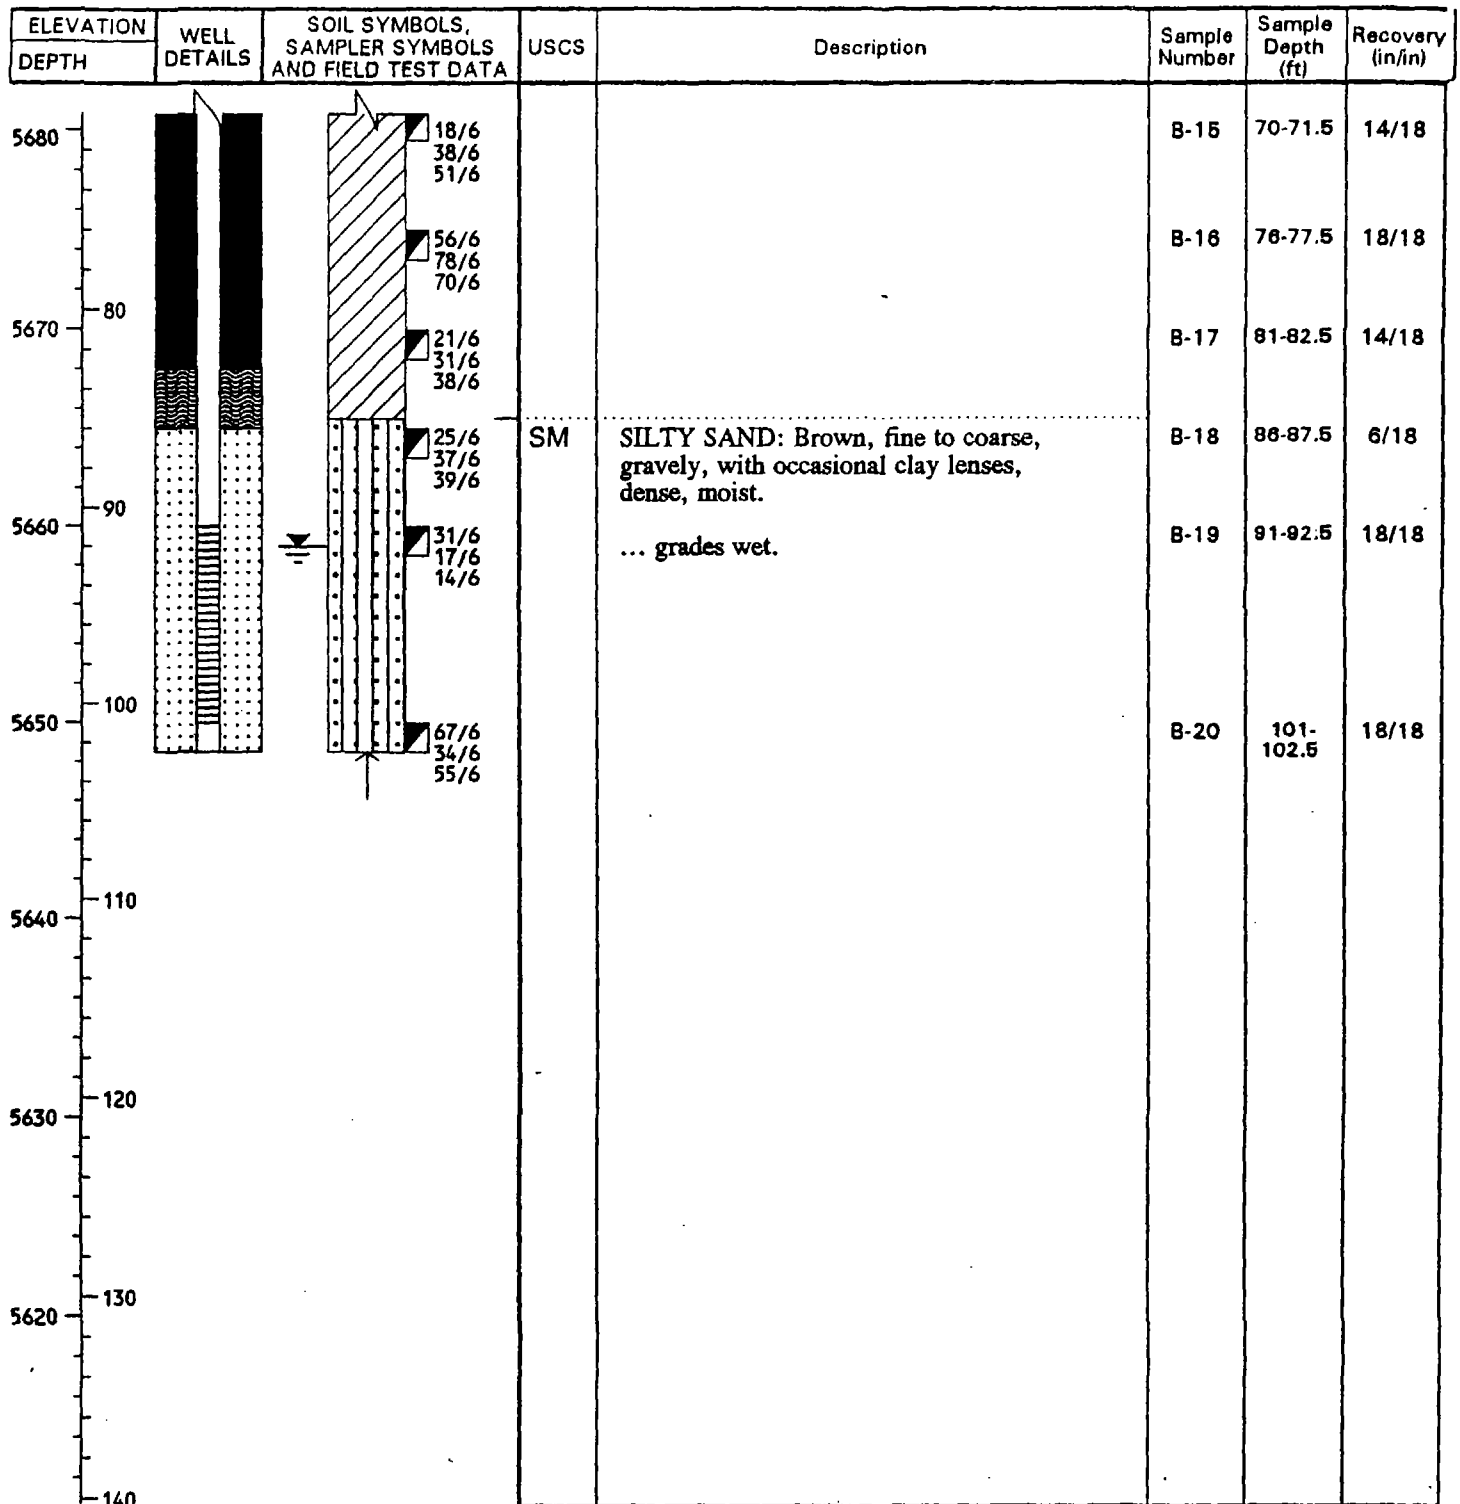 ELEVATION
DEPTH
WELL
DETAILS
SOIL SYMBOLS,
SAMPLER SYMBOLS
AND FIELD TEST DATA
USCS
Description
Sample
Number
Sample
Depth
(ft)
Recovery
(in/in)
5680
18/6
38/6
51/6
B-15
70-71.5
14/18
56/6
78/6
70/6
B-16
76-77.5
18/18
80
5670
21/6
31/6
38/6
B-17
81-82.5
14/18
25/6
37/6
39/6
SM
SILTY SAND: Brown, fine to coarse,
gravely, with occasional clay lenses,
dense, moist.
B-18
86-87.5
6/18
90
5660
31/6
17/6
14/6
... grades wet.
B-19
91-92.5
18/18
100
5650
67/6
34/6
55/6
B-20
101-
102.5
18/18
110
5640
120
5630
130
5620
140